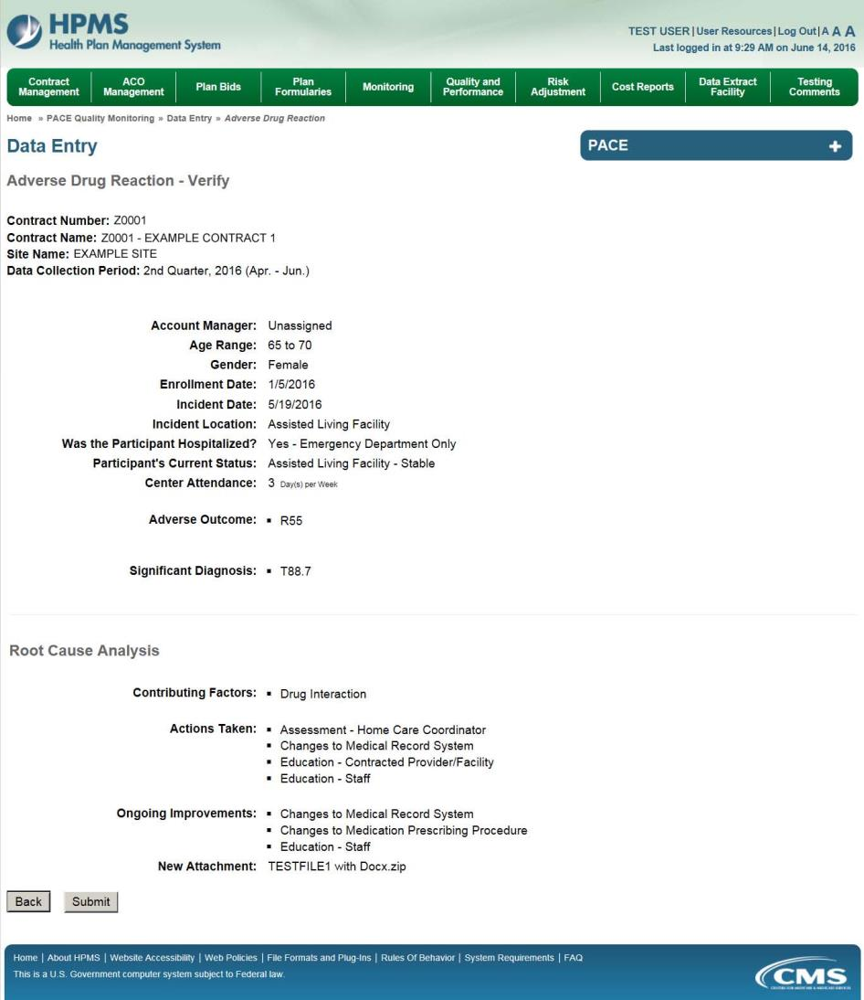 HPMS
Health Plan Management System
TEST USER | User Resources | Log Out | A A A
Last logged in at 9:29 AM on June 14, 2016
Contract Management
ACO Management
Plan Bids
Plan Formularies
Monitoring
Quality and Performance
Risk Adjustment
Cost Reports
Data Extract Facility
Testing Comments
Home » PACE Quality Monitoring » Data Entry » Adverse Drug Reaction
Data Entry
PACE +
Adverse Drug Reaction - Verify
Contract Number: Z0001
Contract Name: Z0001 - EXAMPLE CONTRACT 1
Site Name: EXAMPLE SITE
Data Collection Period: 2nd Quarter, 2016 (Apr. - Jun.)
Account Manager: Unassigned
Age Range: 65 to 70
Gender: Female
Enrollment Date: 1/5/2016
Incident Date: 5/19/2016
Incident Location: Assisted Living Facility
Was the Participant Hospitalized? Yes - Emergency Department Only
Participant's Current Status: Assisted Living Facility - Stable
Center Attendance: 3 Day(s) per Week
Adverse Outcome: ▪ R55
Significant Diagnosis: ▪ T88.7
Root Cause Analysis
Contributing Factors: ▪ Drug Interaction
Actions Taken: ▪ Assessment - Home Care Coordinator
▪ Changes to Medical Record System
▪ Education - Contracted Provider/Facility
▪ Education - Staff
Ongoing Improvements: ▪ Changes to Medical Record System
▪ Changes to Medication Prescribing Procedure
▪ Education - Staff
New Attachment: TESTFILE1 with Docx.zip
Back Submit
Home | About HPMS | Website Accessibility | Web Policies | File Formats and Plug-Ins | Rules Of Behavior | System Requirements | FAQ
This is a U.S. Government computer system subject to Federal law.
CMS
CENTERS FOR MEDICARE & MEDICAID SERVICES